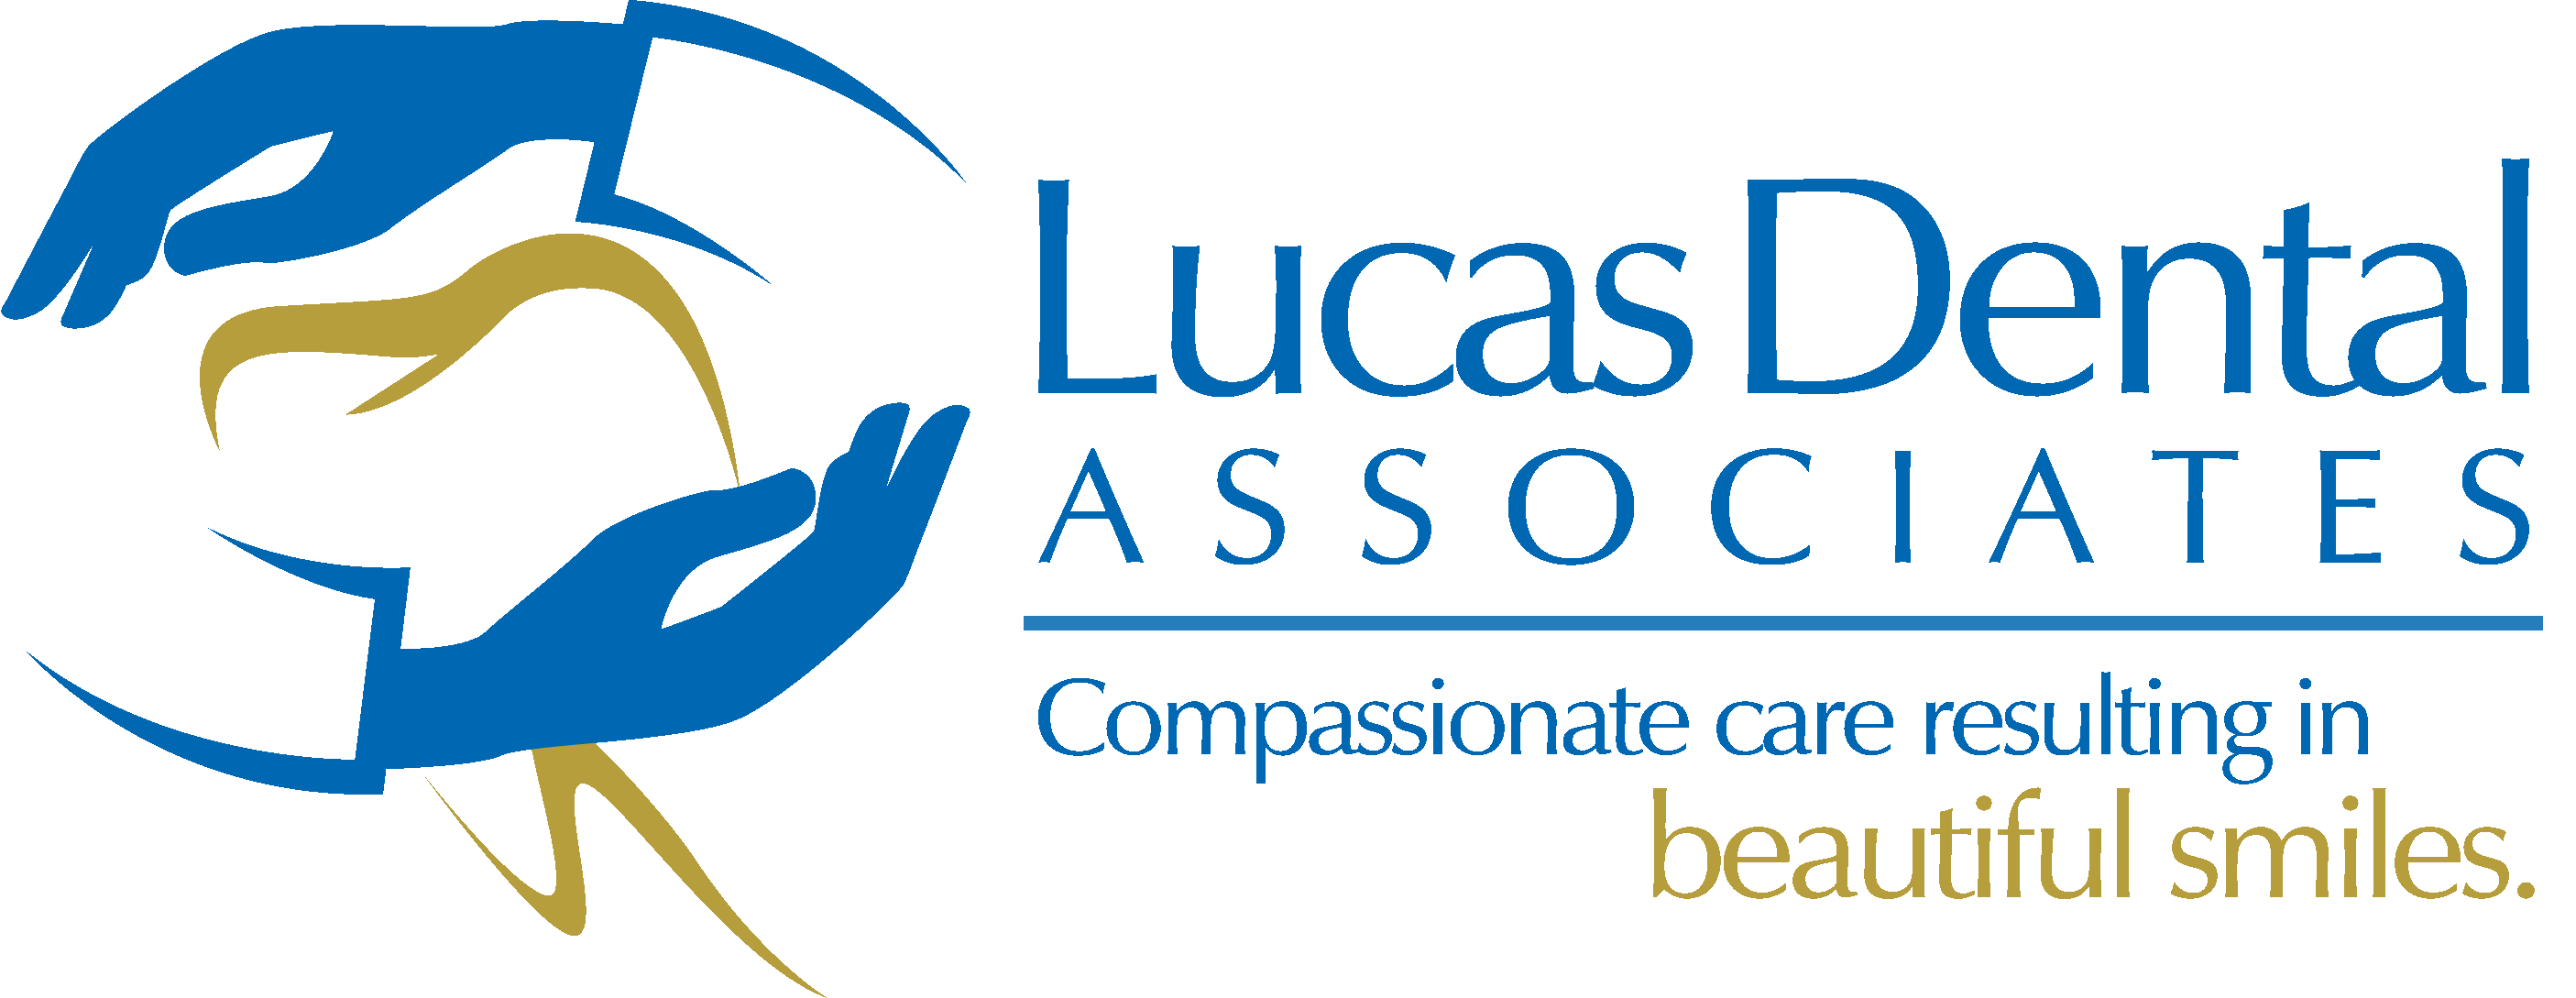 Lucas Dental
ASSOCIATES
Compassionate care resulting in
beautiful smiles.